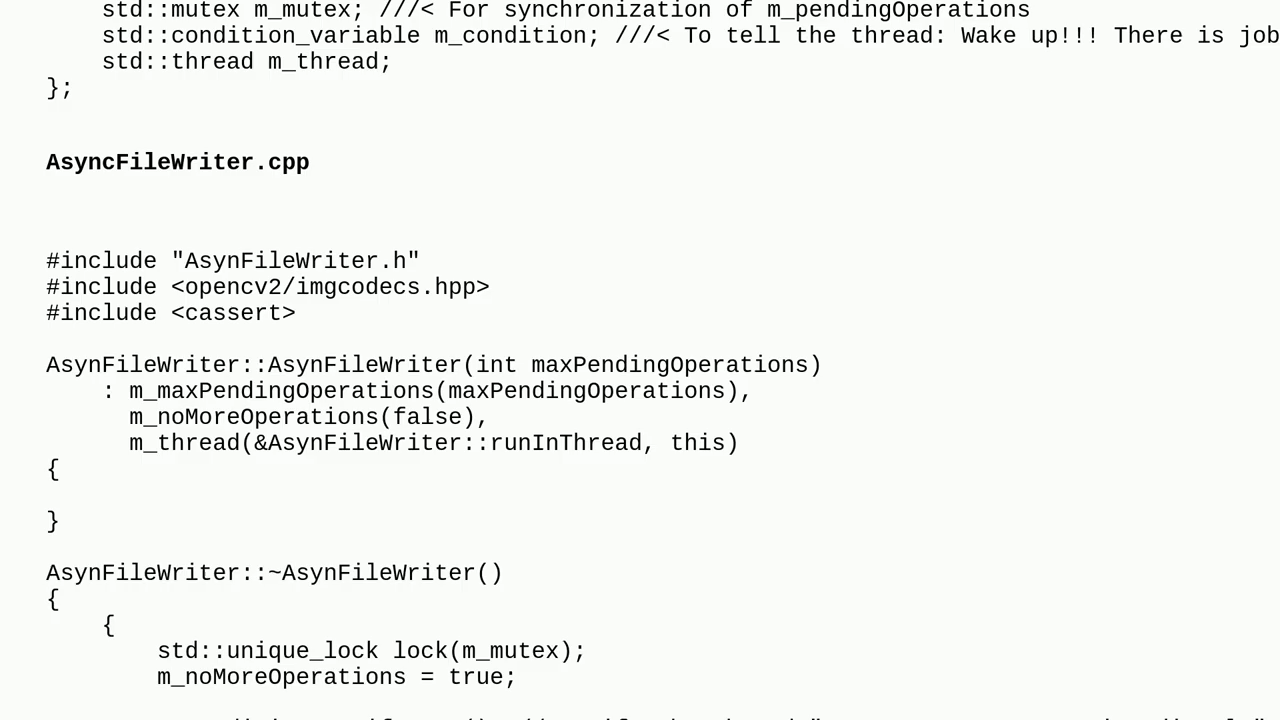 std::mutex m_mutex; ///< For synchronization of m_pendingOperations
std::condition_variable m_condition; ///< To tell the thread: Wake up!!! There is job
std::thread m_thread;
};
AsyncFileWriter.cpp
#include "AsynFileWriter.h"
#include <opencv2/imgcodecs.hpp>
#include <cassert>
AsynFileWriter::AsynFileWriter(int maxPendingOperations)
: m_maxPendingOperations(maxPendingOperations),
m_noMoreOperations(false),
m_thread(&AsynFileWriter::runInThread, this)
{
}
AsynFileWriter::~AsynFileWriter()
{
{
std::unique_lock lock(m_mutex);
m_noMoreOperations = true;